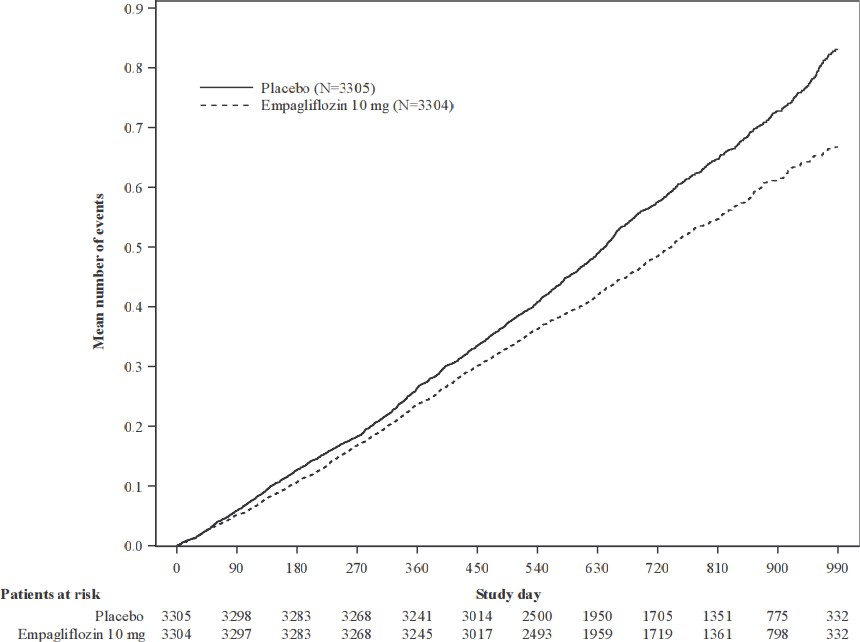 0.9
0.8
Placebo (N=3305)
Empagliflozin 10 mg (N=3304)
0.7
0.6
0.5
Mean number of events
0.4
0.3
0.2
0.1
0.0
0 90 180 270 360 450 540 630 720 810 900 990
Patients at risk Study day
Placebo 3305 3298 3283 3268 3241 3014 2500 1950 1705 1351 775 332
Empagliflozin 10 mg 3304 3297 3283 3268 3245 3017 2493 1959 1719 1361 798 332